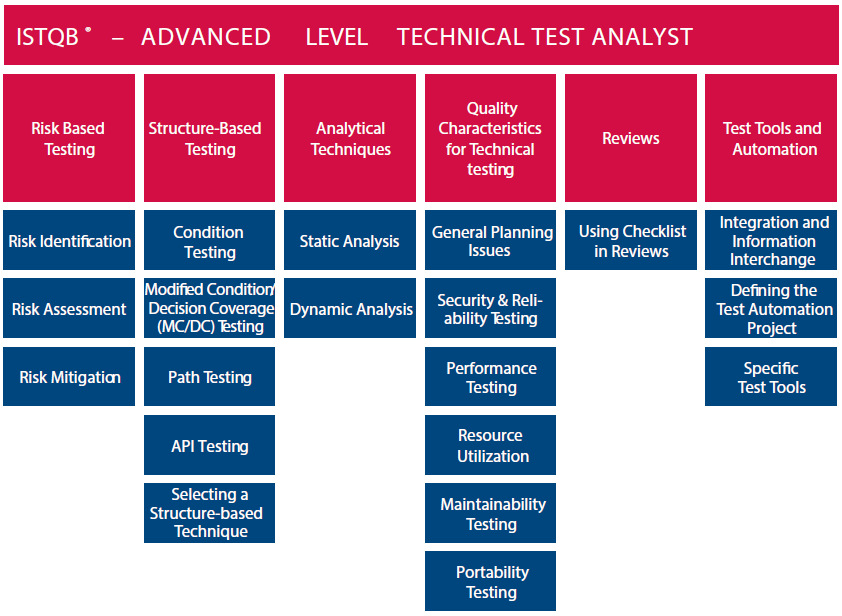 ISTQB ® – ADVANCED LEVEL TECHNICAL TEST ANALYST
Risk Based
Testing
Risk Identification
Risk Assessment
Risk Mitigation
Structure-Based
Testing
Condition
Testing
Modified Condition/
Decision Coverage
(MC/DC) Testing
Path Testing
API Testing
Selecting a
Structure-based
Technique
Analytical
Techniques
Static Analysis
Dynamic Analysis
Quality
Characteristics
for Technical
testing
General Planning
Issues
Security & Reli-
ability Testing
Performance
Testing
Resource
Utilization
Maintainability
Testing
Portability
Testing
Reviews
Using Checklist
in Reviews
Test Tools and
Automation
Integration and
Information
Interchange
Defining the
Test Automation
Project
Specific
Test Tools